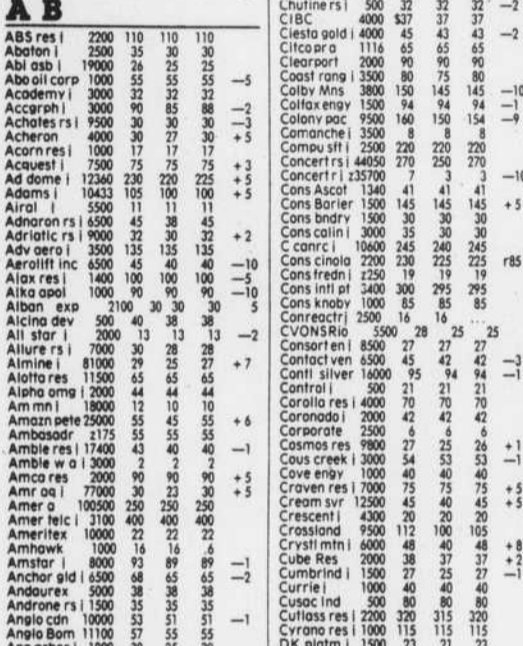 A B
ABS res i 2200 110 110 110
Abaton i 2500 35 30 30
Abi asb i 19000 26 25 25
Abo oil corp 1000 55 55 55 —5
Academy i 3000 32 32 32
Accgrph i 3000 90 85 88 —2
Achates rs i 9500 30 30 30 —3
Acheron 4000 30 27 30 +5
Acorn res i 1000 17 17 17
Acquest i 7500 75 75 75 +3
Ad dome i 12360 230 220 225 +5
Adams i 10433 105 100 100 +5
Airal i 5500 11 11 11
Adnaron rs i 6500 45 38 45
Adriatic rs i 9000 32 30 32 +2
Adv aero i 3500 135 135 135
Aerolift inc 6500 45 40 40 —10
Ajax res i 1400 100 100 100 —5
Alka apol 1000 90 90 90 —10
Alban exp 2100 30 30 30 5
Alcina dev 500 40 38 38
All star i 2000 13 13 13 —2
Allure rs i 7000 30 28 28
Almine i 81000 29 25 27 +7
Alotta res 11500 65 65 65
Alpha omg i 2000 44 44 44
Am mn i 18000 12 10 10
Amazn pete 25000 55 45 55 +6
Ambasadr z175 55 55 55
Amble res i 17400 43 40 40 —1
Amble w a i 3000 2 2 2
Amca res 2000 90 90 90 +5
Amr aq i 77000 30 23 30 +5
Amer a 100500 250 250 250
Amer telc i 3100 400 400 400
Ameritex 10000 22 22 22
Amhawk 1000 16 16 .6
Amstar i 8000 93 89 89 —1
Anchor gld i 6500 68 65 65 —2
Andaurex 5000 38 38 38
Androne rs i 1500 35 35 35
Anglo cdn 10000 53 51 51 —1
Anglo Bom 11100 57 55 55
Chutine rs i 500 32 32 32 —2
CIBC 4000 $37 37 37
Ciesta gold i 4000 45 43 43 —2
Citco pr a 1116 65 65 65
Clearport 2000 90 90 90
Coast rang i 3500 80 75 80
Colby Mns 3800 150 145 145 —10
Colfax engy 1500 94 94 94 —1
Colony pac 9500 160 150 154 —9
Comanche i 3500 8 8 8
Compu sft i 2500 220 220 220
Concert rs i 44050 270 250 270
Concert r i z35700 7 3 3 —10
Cons Ascot 1340 41 41 41
Cons Barier 1500 145 145 145 +5
Cons bndry 1500 30 30 30
Cons calin i 3000 35 30 30
C canrc i 10600 245 240 245
Cons cinola 2200 230 225 225 r85
Cons fredn i z250 19 19 19
Cons intl pt 3400 300 295 295
Cons knoby 1000 85 85 85
Conreactr j 2500 16 16 ...
CVONSRio 5500 28 25 25
Consort en i 8500 27 27 27
Contact ven 6500 45 42 42 —3
Contl silver 16000 95 94 94 —1
Control i 500 21 21 21
Corolla res i 4000 70 70 70
Coronado i 2000 42 42 42
Corporate 2500 6 6 6
Cosmos res 9800 27 25 26 +1
Cous creek i 3000 54 53 53 —1
Cove engy 1000 40 40 40
Craven res i 7000 75 75 75 +5
Cream svr 12500 45 40 45 +5
Crescent i 4300 20 20 20
Crossland 9500 112 100 105
Crystl mtn i 6000 48 40 48 +8
Cube Res 2000 38 37 37 +2
Cumbrind i 1500 27 25 27 —1
Currie i 1000 40 40 40
Cusac Ind 500 80 80 80
Cutlass res i 2200 320 315 320
Cyrano res i 1000 115 115 115
DK platm i 1500 23 21 23